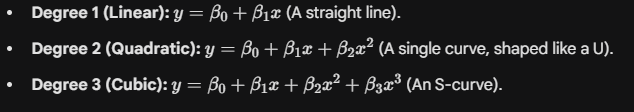 • Degree 1 (Linear): y = β₀ + β₁x (A straight line).
• Degree 2 (Quadratic): y = β₀ + β₁x + β₂x² (A single curve, shaped like a U).
• Degree 3 (Cubic): y = β₀ + β₁x + β₂x² + β₃x³ (An S-curve).